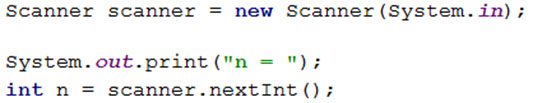 Scanner scanner = new Scanner(System.in);
System.out.print("n = ");
int n = scanner.nextInt();